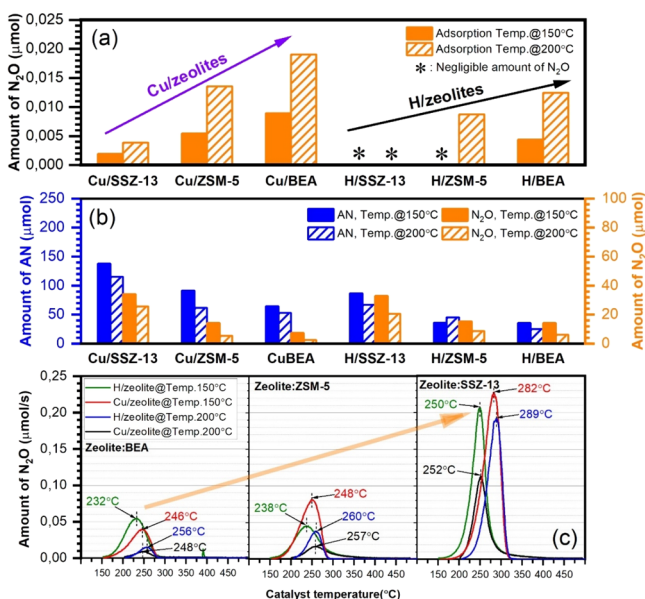 (a)
Adsorption Temp.@150°C
Adsorption Temp.@200°C
* : Negligible amount of N₂O
Cu/zeolites
H/zeolites
Amount of N₂O (μmol)
0,025
0,020
0,015
0,010
0,005
0,000
* * *
Cu/SSZ-13 Cu/ZSM-5 Cu/BEA H/SSZ-13 H/ZSM-5 H/BEA
(b)
AN, Temp.@150°C N₂O, Temp.@150°C
AN, Temp.@200°C N₂O, Temp.@200°C
Amount of AN (μmol)
250
200
150
100
50
0
Amount of N₂O (μmol)
100
80
60
40
20
0
Cu/SSZ-13 Cu/ZSM-5 CuBEA H/SSZ-13 H/ZSM-5 H/BEA
Amount of N₂O (μmol/s)
0,20
0,15
0,10
0,05
0,00
H/zeolite@Temp.150°C
Cu/zeolite@Temp.150°C
H/zeolite@Temp.200°C
Cu/zeolite@Temp.200°C
Zeolite:BEA
232°C
246°C
256°C
248°C
Zeolite:ZSM-5
248°C
238°C
260°C
257°C
Zeolite:SSZ-13
282°C
250°C
289°C
252°C
(c)
150 200 250 300 350 400 450 150 200 250 300 350 400 450 150 200 250 300 350 400 450
Catalyst temperature(°C)